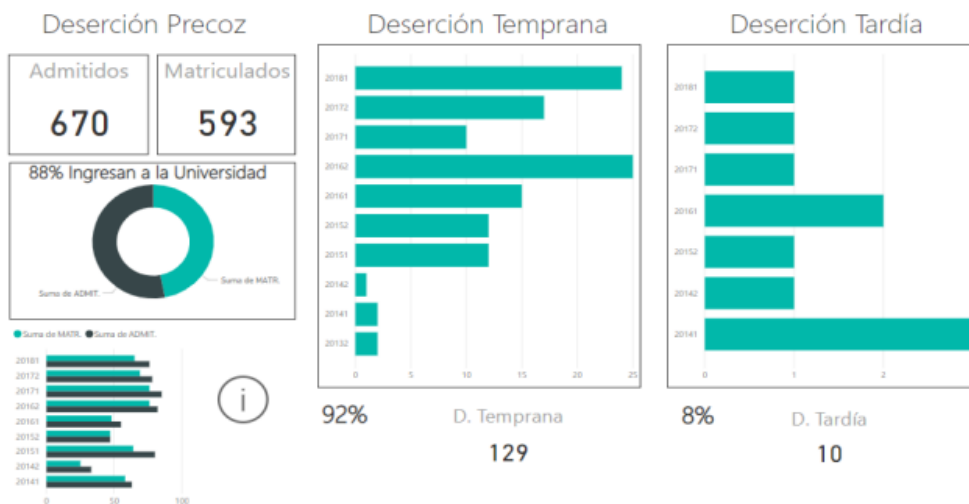 Deserción Precoz
Admitidos
670
Matriculados
593
88% Ingresan a la Universidad
Suma de ADMIT.
Suma de MATR.
Suma de MATR. Suma de ADMIT.
20181
20172
20171
20162
20161
20152
20151
20142
20141
0 50 100
i
Deserción Temprana
20181
20172
20171
20162
20161
20152
20151
20142
20141
20132
0 5 10 15 20 25
92% D. Temprana
129
Deserción Tardía
20181
20172
20171
20161
20152
20142
20141
0 1 2
8% D. Tardía
10